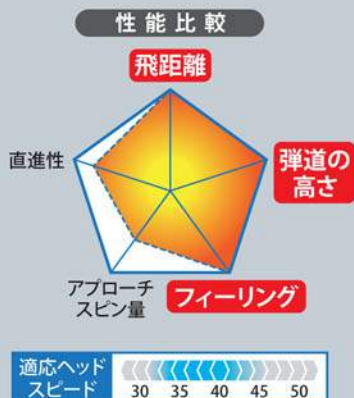 性能比較
飛距離
直進性
弾道の
高さ
アプローチ
スピン量
フィーリング
適応ヘッド
スピード
30 35 40 45 50